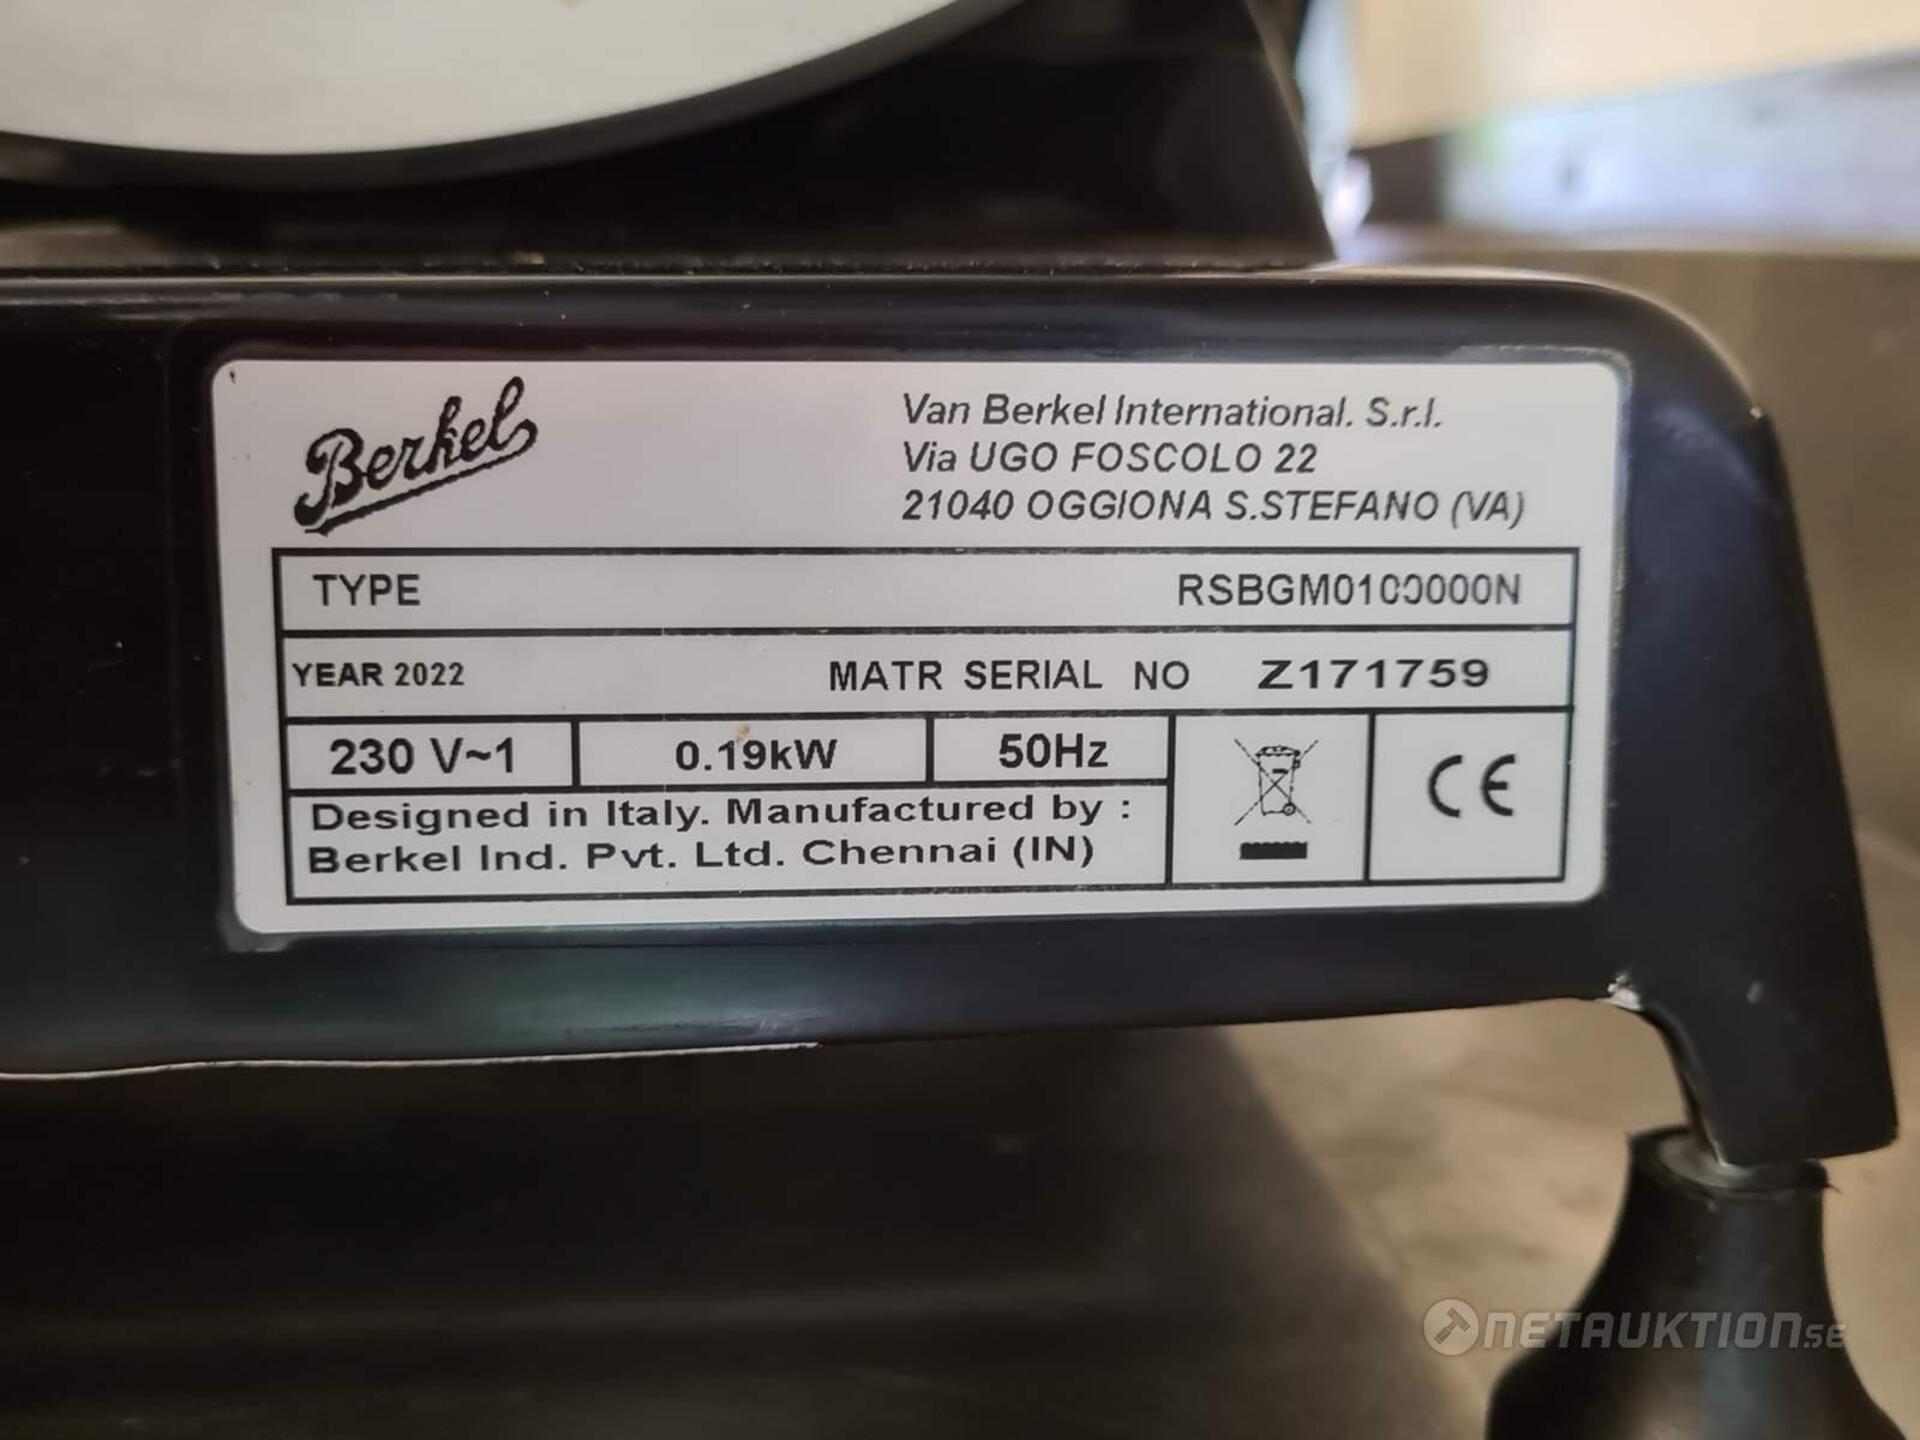 Berkel
Van Berkel International. S.r.l.
Via UGO FOSCOLO 22
21040 OGGIONA S.STEFANO (VA)
TYPE RSBGM0100000N
YEAR 2022 MATR SERIAL NO Z171759
230 V~1 0.19kW 50Hz
CE
Designed in Italy. Manufactured by :
Berkel Ind. Pvt. Ltd. Chennai (IN)
NETAUKTION.SE